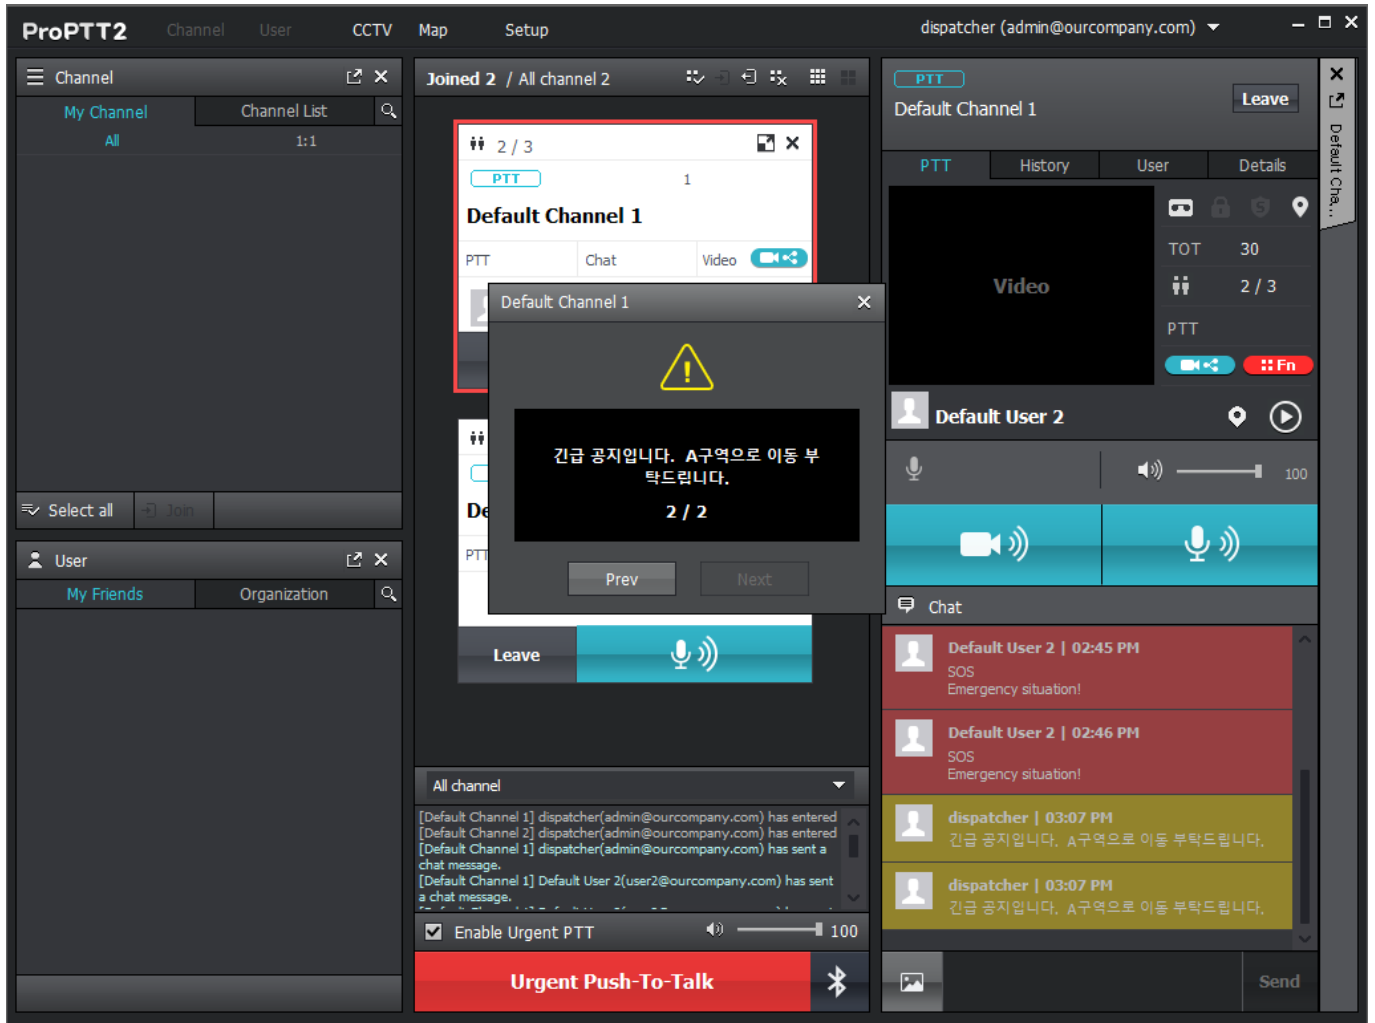 ProPTT2
Channel
User
CCTV
Map
Setup
dispatcher (admin@ourcompany.com)
Channel
My Channel
Channel List
All
1:1
Select all
Join
User
My Friends
Organization
Joined 2 / All channel 2
2 / 3
PTT
1
Default Channel 1
PTT
Chat
Video
De
PTT
Leave
Default Channel 1
긴급 공지입니다. A구역으로 이동 부
탁드립니다.
2 / 2
Prev
Next
All channel
[Default Channel 1] dispatcher(admin@ourcompany.com) has entered
[Default Channel 2] dispatcher(admin@ourcompany.com) has entered
[Default Channel 1] dispatcher(admin@ourcompany.com) has sent a
chat message.
[Default Channel 1] Default User 2(user2@ourcompany.com) has sent
a chat message.
Enable Urgent PTT
100
Urgent Push-To-Talk
PTT
Default Channel 1
Leave
PTT
History
User
Details
Video
TOT
30
2 / 3
PTT
Fn
Default User 2
100
Chat
Default User 2 | 02:45 PM
SOS
Emergency situation!
Default User 2 | 02:46 PM
SOS
Emergency situation!
dispatcher | 03:07 PM
긴급 공지입니다. A구역으로 이동 부탁드립니다.
dispatcher | 03:07 PM
긴급 공지입니다. A구역으로 이동 부탁드립니다.
Send
Default Cha...